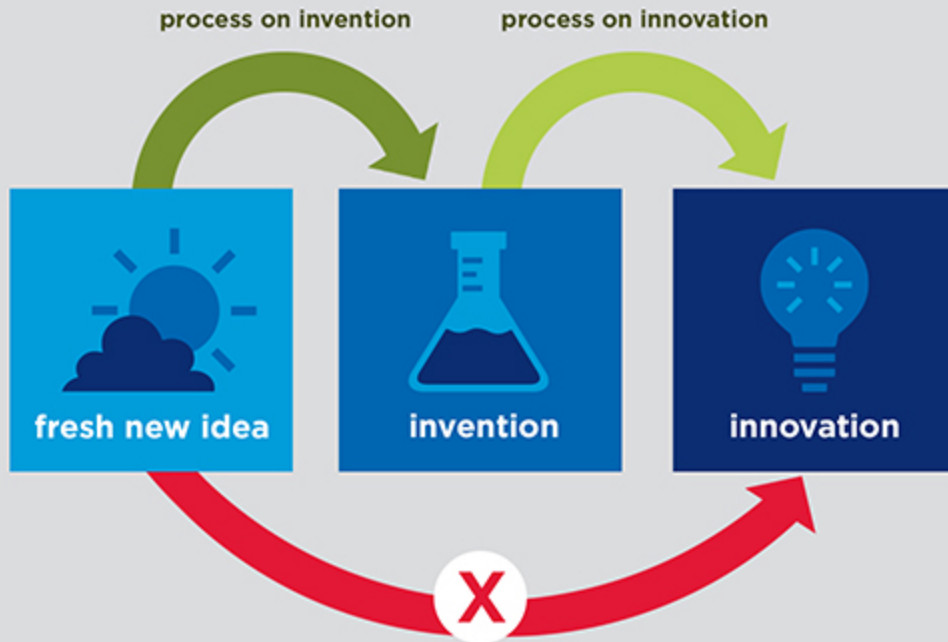 process on invention
process on innovation
fresh new idea
invention
innovation
X